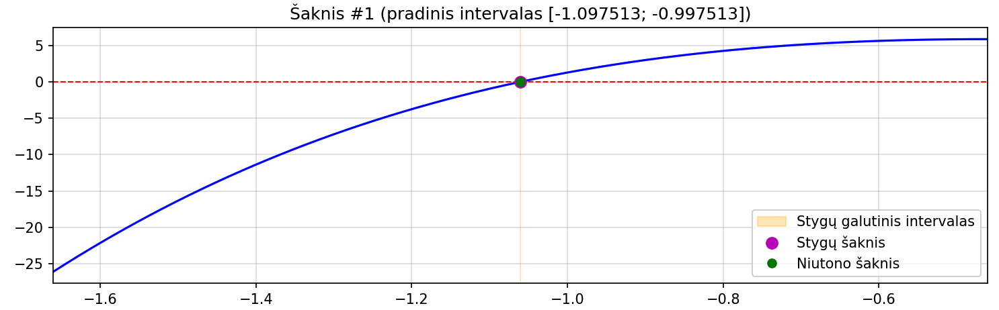 Šaknis #1 (pradinis intervalas [-1.097513; -0.997513])
5
0
−5
−10
−15
−20
−25
Stygų galutinis intervalas
Stygų šaknis
Niutono šaknis
−1.6 −1.4 −1.2 −1.0 −0.8 −0.6